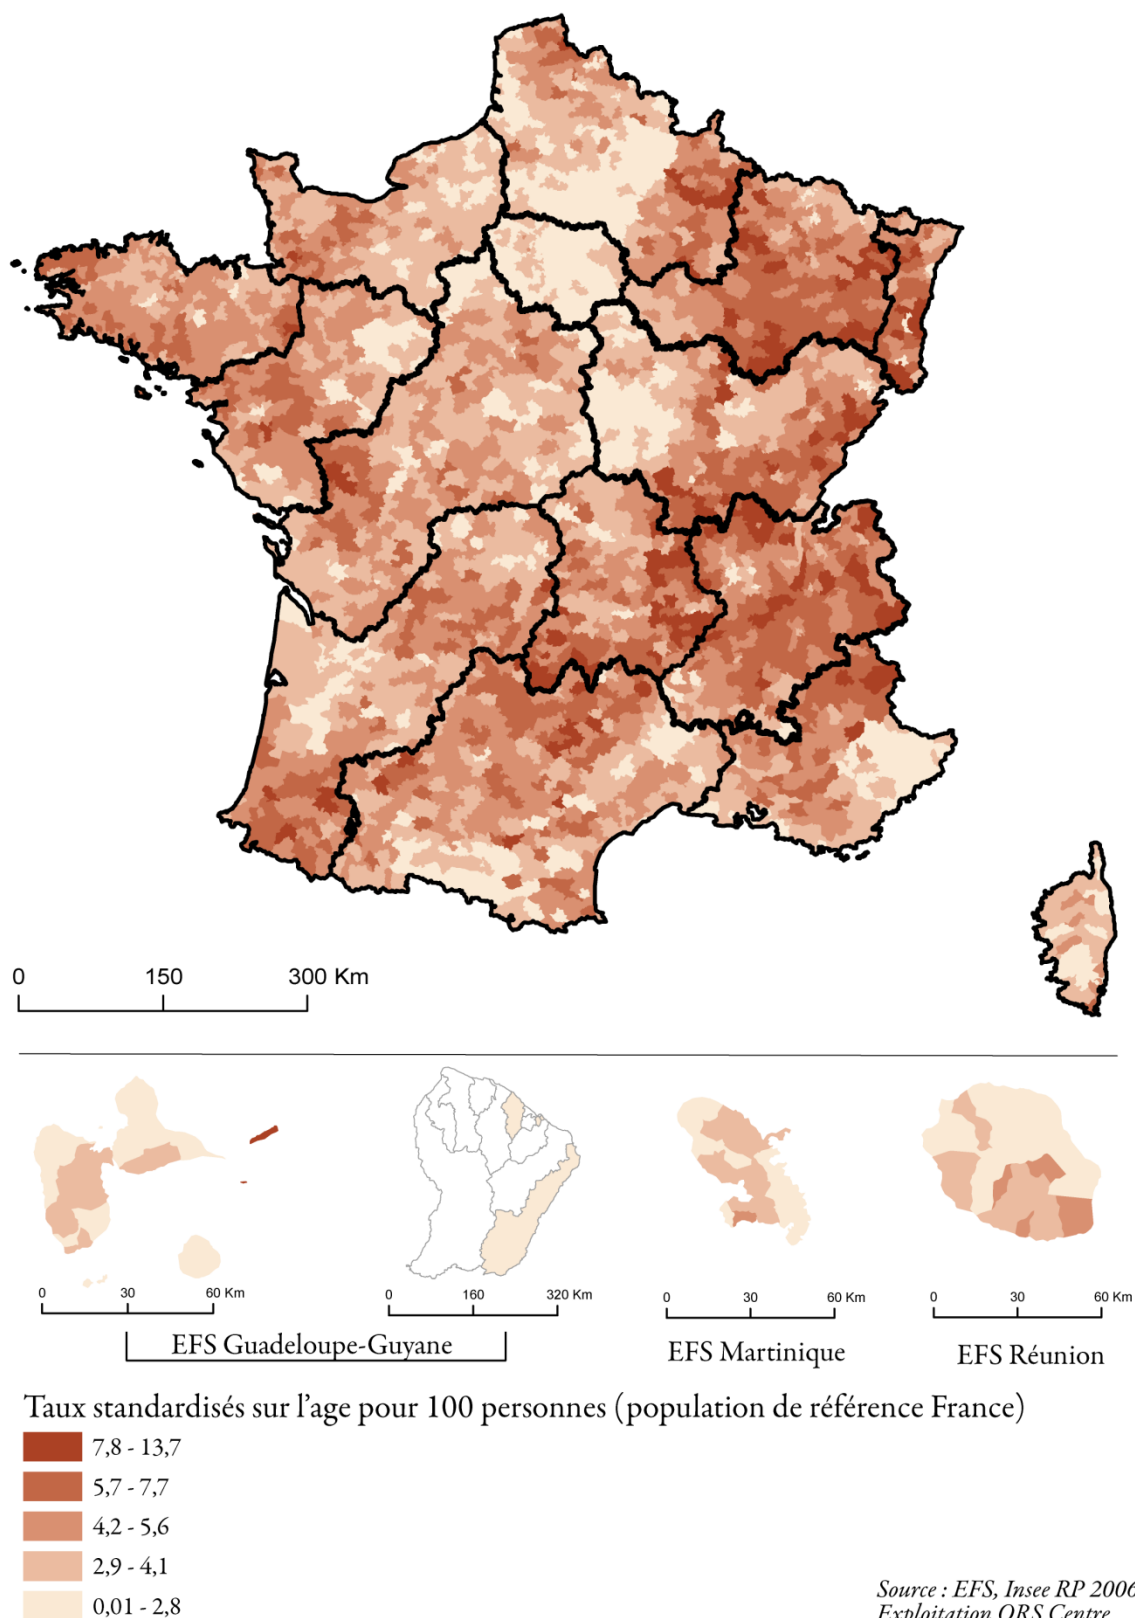 0 150 300 Km
0 30 60 Km
0 160 320 Km
0 30 60 Km
0 30 60 Km
EFS Guadeloupe-Guyane
EFS Martinique
EFS Réunion
Taux standardisés sur l'age pour 100 personnes (population de référence France)
7,8 - 13,7
5,7 - 7,7
4,2 - 5,6
2,9 - 4,1
0,01 - 2,8
Source : EFS, Insee RP 2006
Exploitation ORS Centre